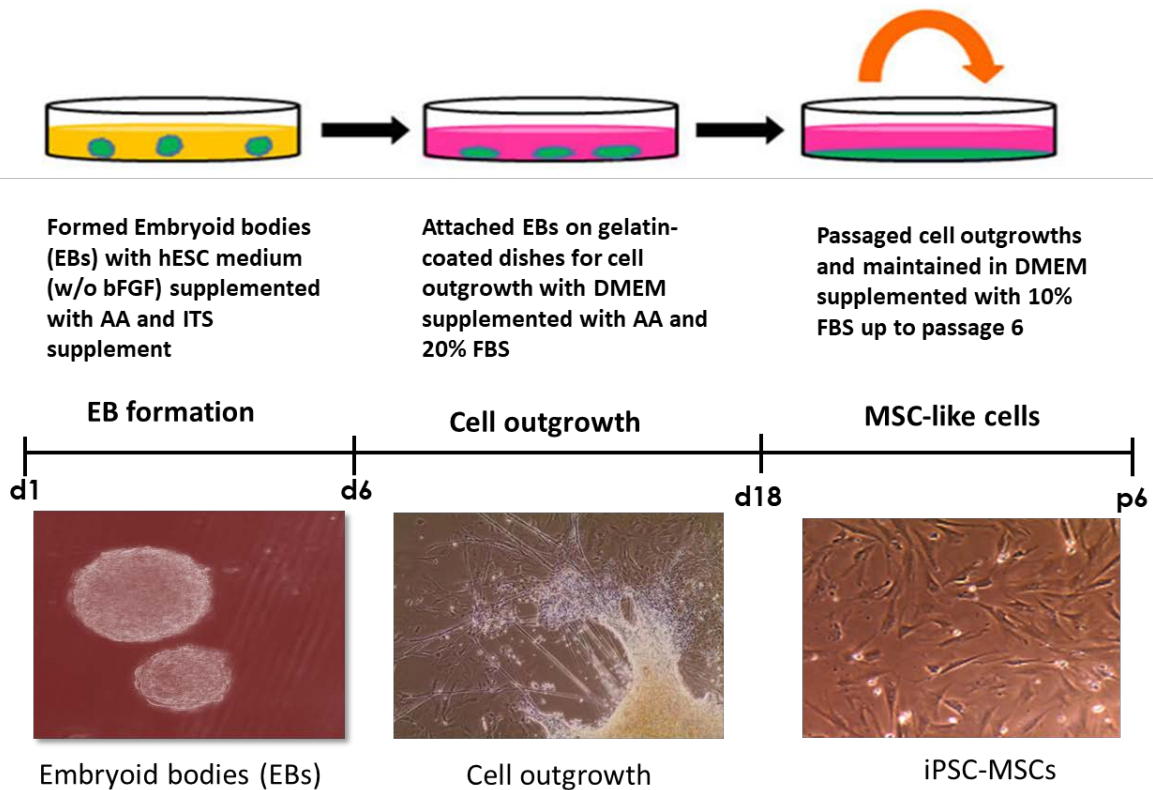 Formed Embryoid bodies
(EBs) with hESC medium
(w/o bFGF) supplemented
with AA and ITS
supplement
Attached EBs on gelatin-
coated dishes for cell
outgrowth with DMEM
supplemented with AA and
20% FBS
Passaged cell outgrowths
and maintained in DMEM
supplemented with 10%
FBS up to passage 6
EB formation
Cell outgrowth
MSC-like cells
d1
d6
d18
p6
Embryoid bodies (EBs)
Cell outgrowth
iPSC-MSCs